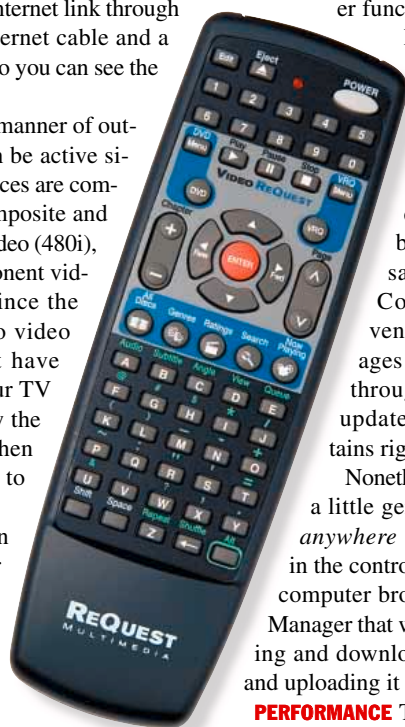 nternet link through
ernet cable and a
o you can see the
manner of out-
n be active si-
ces are com-
mposite and
deo (480i),
onent vid-
ince the
o video
t have
ur TV
y the
hen
to
n
er func
b
sa
Co
ven
ages
throug
update
tains rig
Noneth
a little ge
anywhere
in the contro
computer bro
Manager that w
ing and downlo
and uploading it
PERFORMANCE T
Edit Eject POWER
1 2 3 4 5
6 7 8 9 0
DVD Menu Play Pause Stop VRQ Menu
VIDEO REQUEST
DVD VRQ
Chapter Page
+ Rew ENTER Fwd
−
All Discs Genres Ratings Search Now Playing
Audio Subtitle Angle View Queue
A B C D E
@ # $ * /
F G H I J
( ) - _ +
K L M N O
~ " ' : =
P Q R S T
& ! ? , .
U V W X Y
Shift Space Repeat Shuffle Alt
Z ←
REQUEST
MULTIMEDIA